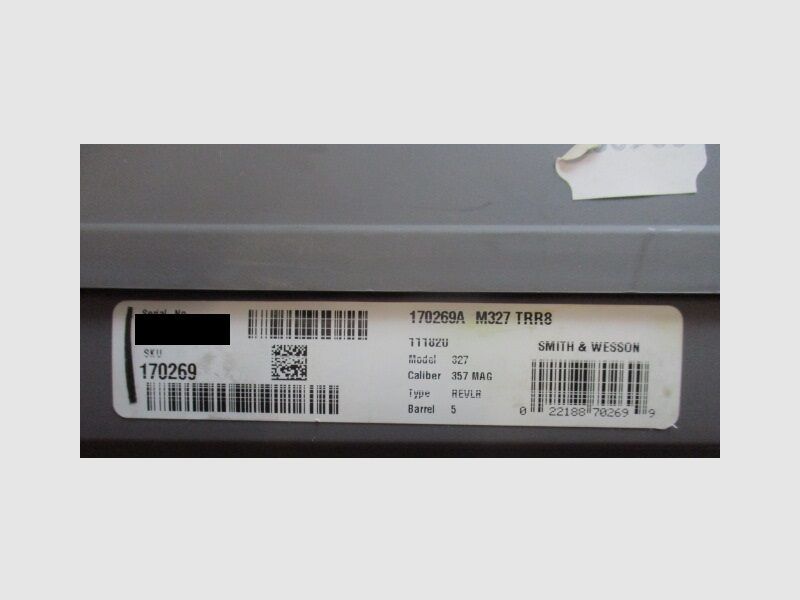 Serial No
SKU
170269
170269A M327 TRR8
111820
Model 327
Caliber 357 MAG
Type REVLR
Barrel 5
SMITH & WESSON
0 22188 70269 9